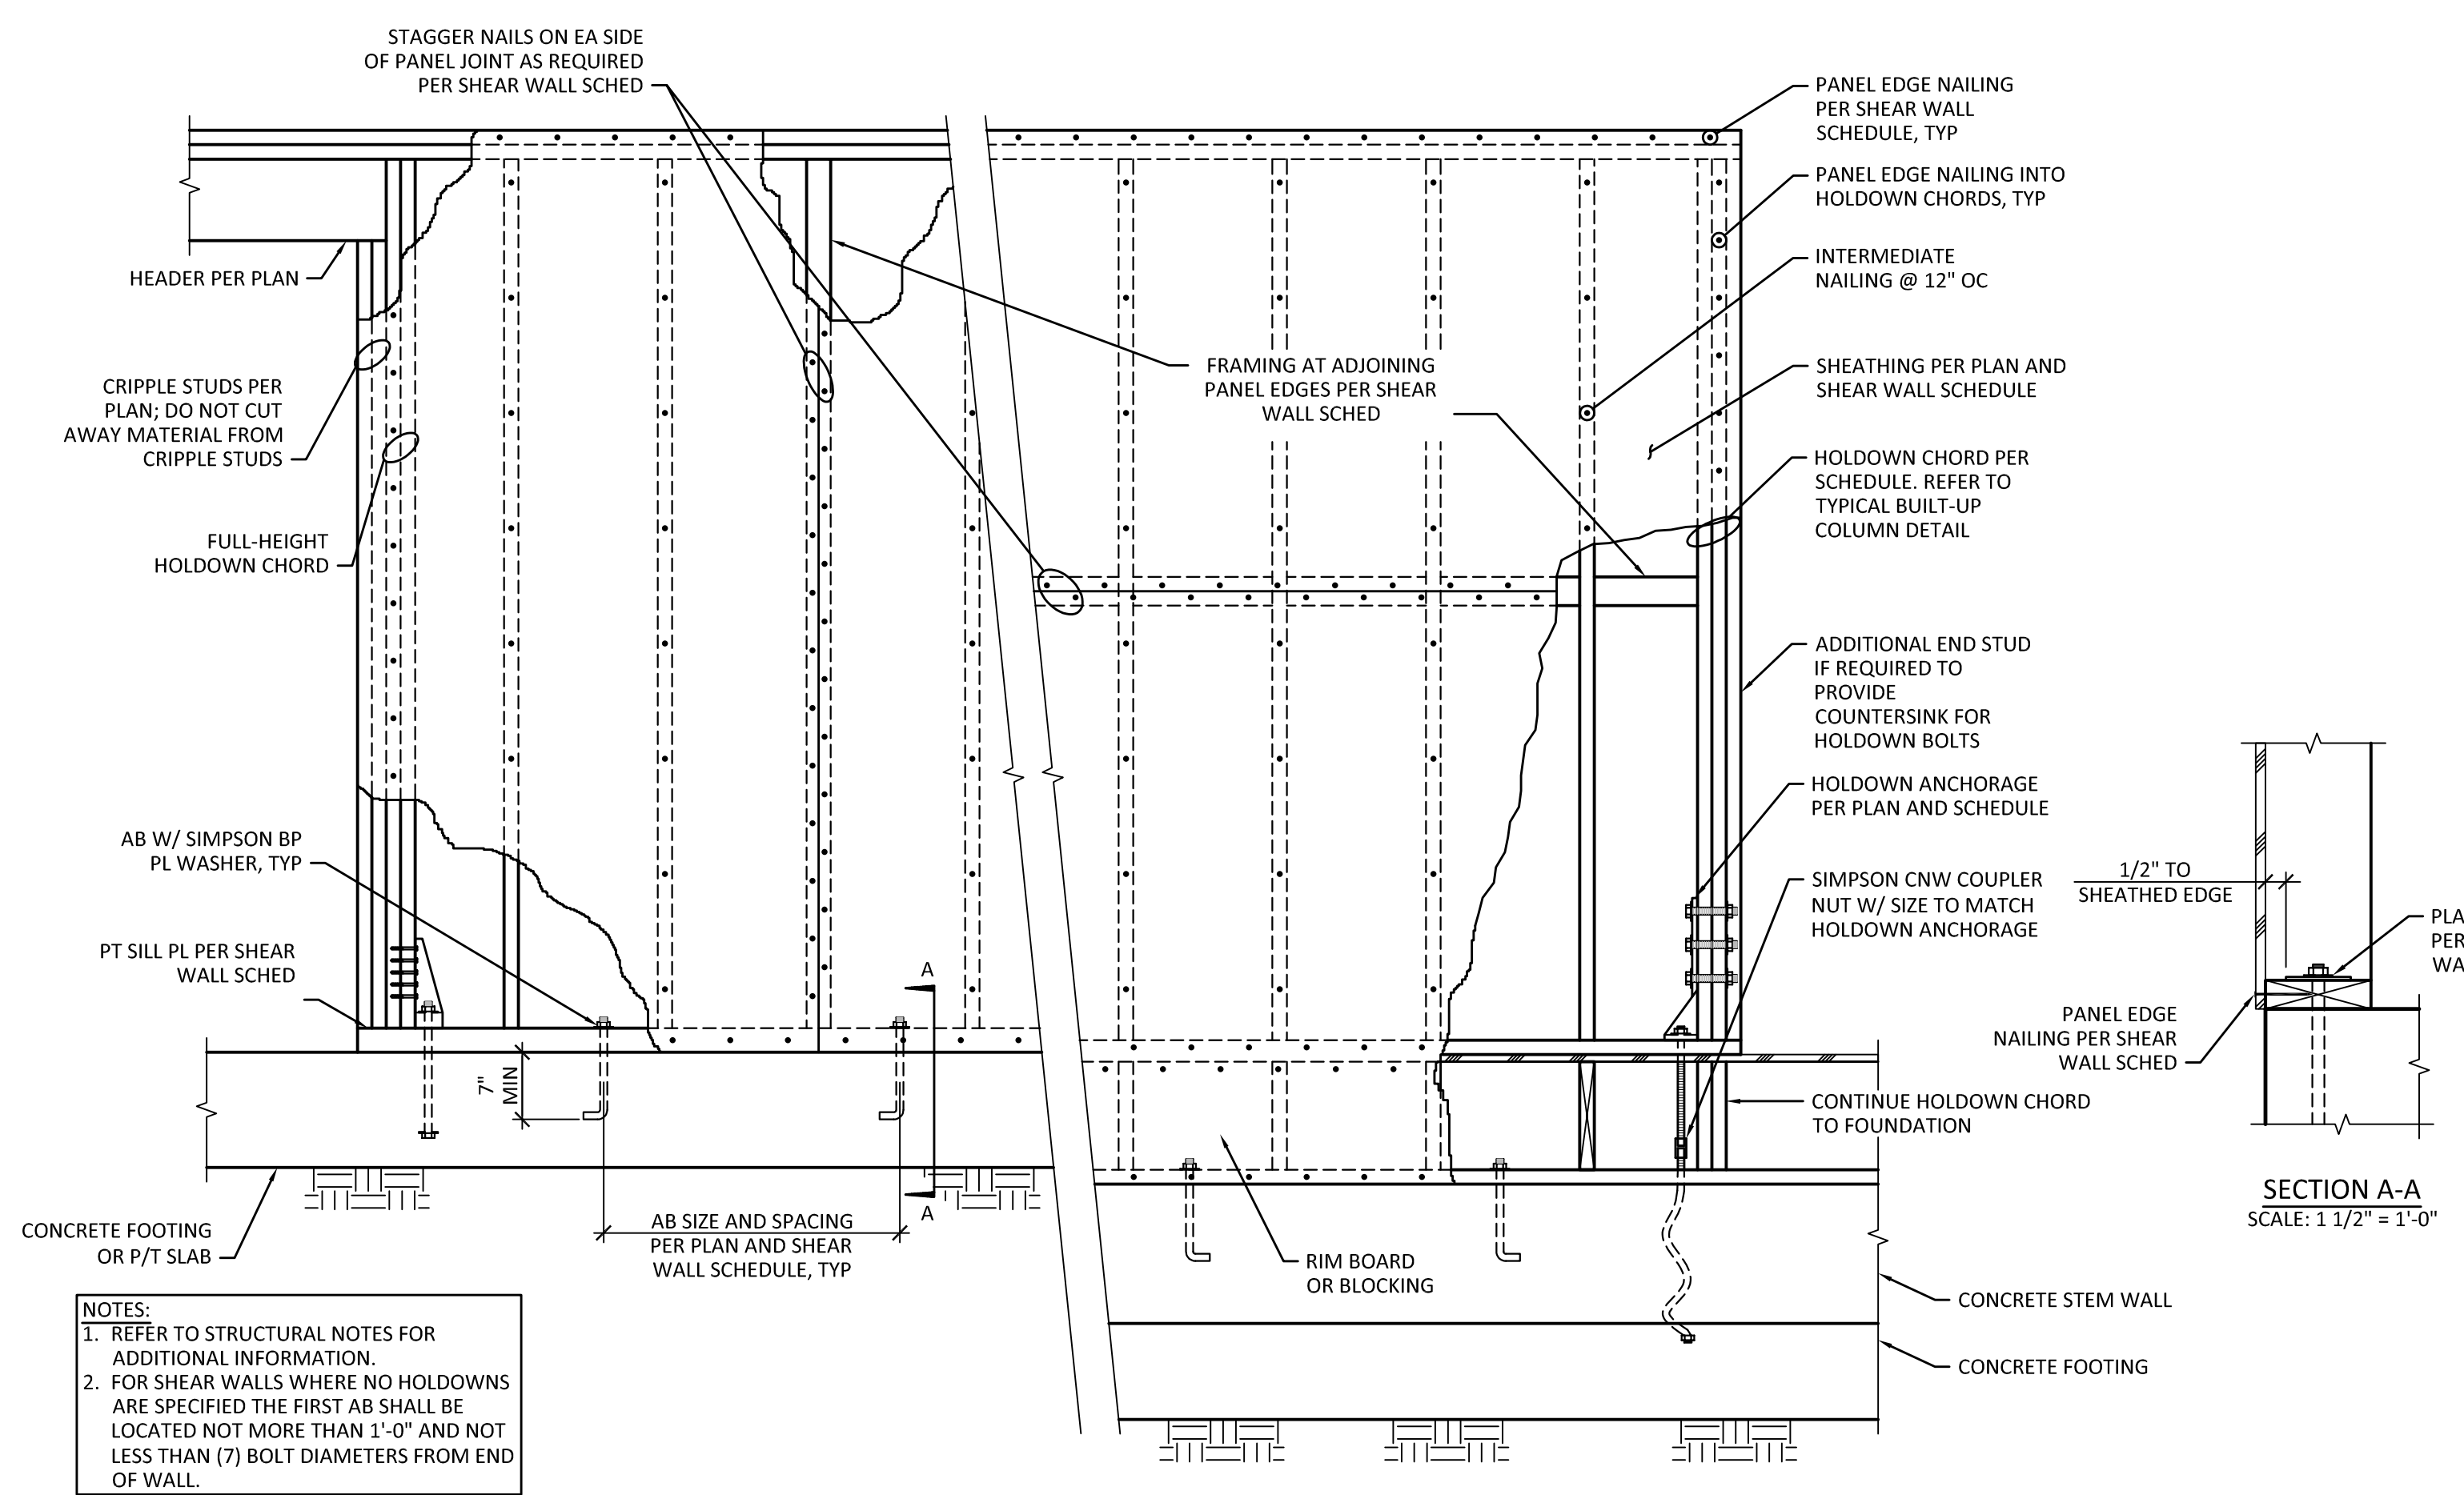 STAGGER NAILS ON EA SIDE
OF PANEL JOINT AS REQUIRED
PER SHEAR WALL SCHED
HEADER PER PLAN
CRIPPLE STUDS PER
PLAN; DO NOT CUT
AWAY MATERIAL FROM
CRIPPLE STUDS
FULL-HEIGHT
HOLDOWN CHORD
AB W/ SIMPSON BP
PL WASHER, TYP
PT SILL PL PER SHEAR
WALL SCHED
7"
MIN
CONCRETE FOOTING
OR P/T SLAB
A
A
AB SIZE AND SPACING
PER PLAN AND SHEAR
WALL SCHEDULE, TYP
FRAMING AT ADJOINING
PANEL EDGES PER SHEAR
WALL SCHED
RIM BOARD
OR BLOCKING
PANEL EDGE NAILING
PER SHEAR WALL
SCHEDULE, TYP
PANEL EDGE NAILING INTO
HOLDOWN CHORDS, TYP
INTERMEDIATE
NAILING @ 12" OC
SHEATHING PER PLAN AND
SHEAR WALL SCHEDULE
HOLDOWN CHORD PER
SCHEDULE. REFER TO
TYPICAL BUILT-UP
COLUMN DETAIL
ADDITIONAL END STUD
IF REQUIRED TO
PROVIDE
COUNTERSINK FOR
HOLDOWN BOLTS
HOLDOWN ANCHORAGE
PER PLAN AND SCHEDULE
SIMPSON CNW COUPLER
NUT W/ SIZE TO MATCH
HOLDOWN ANCHORAGE
CONTINUE HOLDOWN CHORD
TO FOUNDATION
CONCRETE STEM WALL
CONCRETE FOOTING
1/2" TO
SHEATHED EDGE
PANEL EDGE
NAILING PER SHEAR
WALL SCHED
PER
SECTION A-A
SCALE: 1 1/2" = 1'-0"
NOTES:
1. REFER TO STRUCTURAL NOTES FOR
ADDITIONAL INFORMATION.
2. FOR SHEAR WALLS WHERE NO HOLDOWNS
ARE SPECIFIED THE FIRST AB SHALL BE
LOCATED NOT MORE THAN 1'-0" AND NOT
LESS THAN (7) BOLT DIAMETERS FROM END
OF WALL.